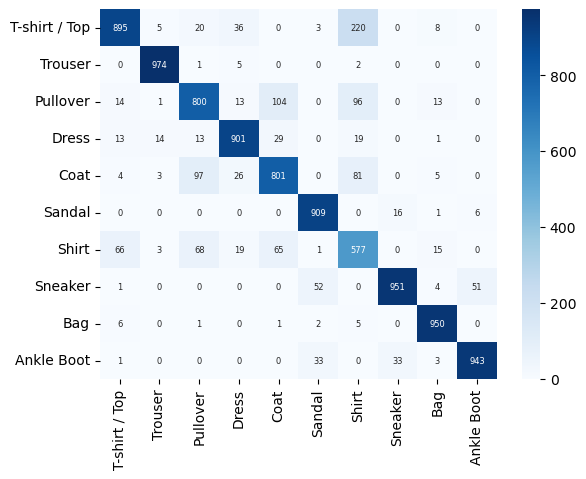 T-shirt / Top 895 5 20 36 0 3 220 0 8 0
Trouser 0 974 1 5 0 0 2 0 0 0
Pullover 14 1 800 13 104 0 96 0 13 0
Dress 13 14 13 901 29 0 19 0 1 0
Coat 4 3 97 26 801 0 81 0 5 0
Sandal 0 0 0 0 0 909 0 16 1 6
Shirt 66 3 68 19 65 1 577 0 15 0
Sneaker 1 0 0 0 0 52 0 951 4 51
Bag 6 0 1 0 1 2 5 0 950 0
Ankle Boot 1 0 0 0 0 33 0 33 3 943
T-shirt / Top
Trouser
Pullover
Dress
Coat
Sandal
Shirt
Sneaker
Bag
Ankle Boot
800
600
400
200
0